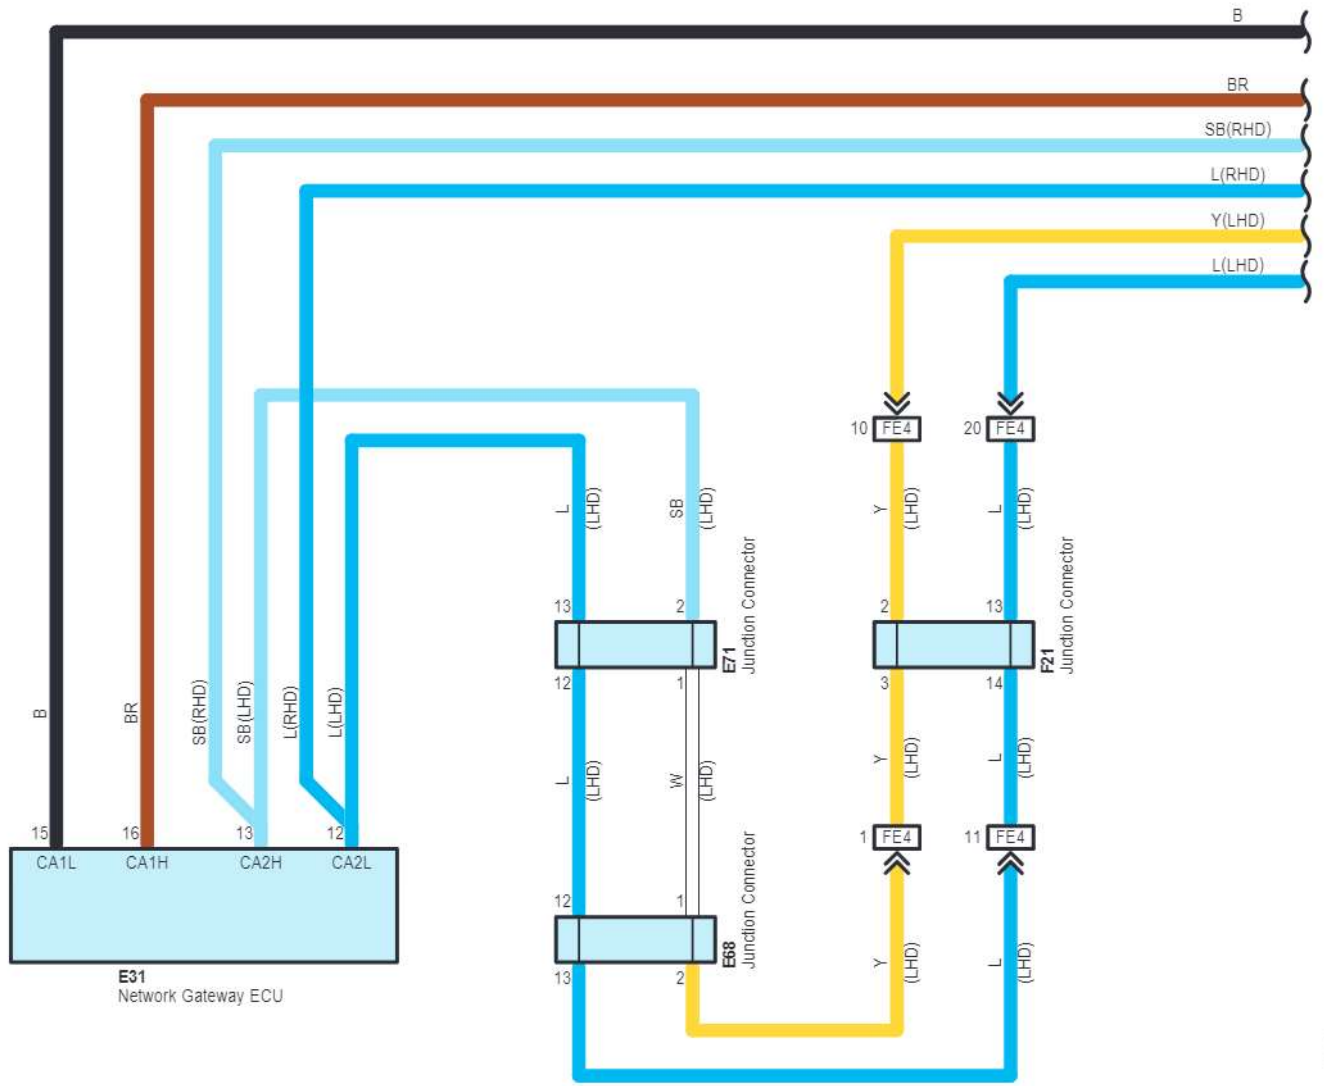 B
BR
SB(RHD)
L(RHD)
Y(LHD)
L(LHD)
10 FE4
20 FE4
L
(LHD)
SB
(LHD)
Y
(LHD)
L
(LHD)
13
2
2
13
E71
Junction Connector
F21
Junction Connector
12
1
3
14
B
BR
SB(RHD)
SB(LHD)
L(RHD)
L(LHD)
L
(LHD)
W
(LHD)
Y
(LHD)
L
(LHD)
15
16
13
12
1 FE4
11 FE4
CA1L
CA1H
CA2H
CA2L
12
1
E68
Junction Connector
13
2
Y
(LHD)
L
(LHD)
E31
Network Gateway ECU